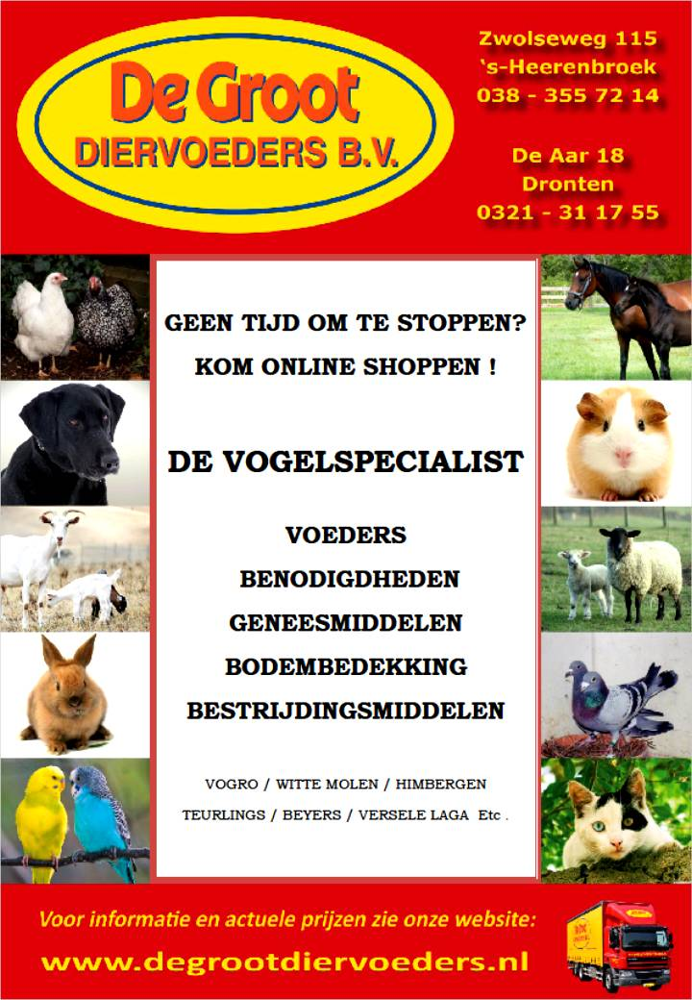 De Groot
DIERVOEDERS B.V.
Zwolseweg 115
‘s-Heerenbroek
038 - 355 72 14
De Aar 18
Dronten
0321 - 31 17 55
GEEN TIJD OM TE STOPPEN?
KOM ONLINE SHOPPEN !
DE VOGELSPECIALIST
VOEDERS
BENODIGDHEDEN
GENEESMIDDELEN
BODEMBEDEKKING
BESTRIJDINGSMIDDELEN
VOGRO / WITTE MOLEN / HIMBERGEN
TEURLINGS / BEYERS / VERSELE LAGA Etc .
Voor informatie en actuele prijzen zie onze website:
www.degrootdiervoeders.nl